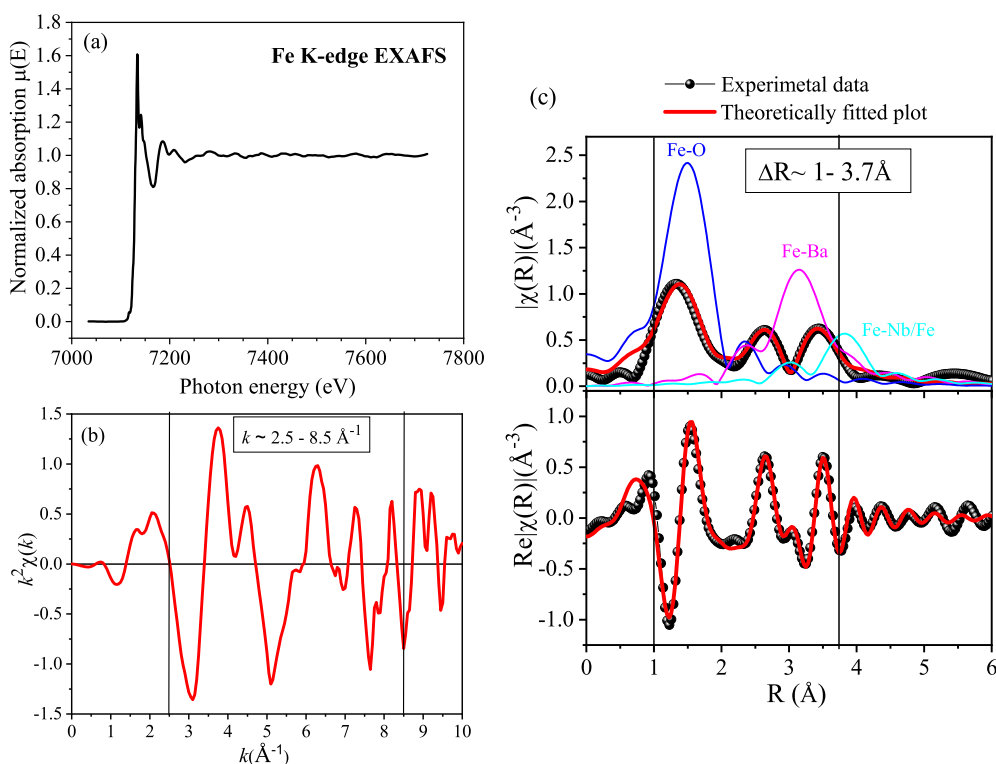 (a)
Fe K-edge EXAFS
Normalized absorption μ(E)
1.8
1.6
1.4
1.2
1.0
0.8
0.6
0.4
0.2
0.0
7000 7200 7400 7600 7800
Photon energy (eV)
(b)
k ~ 2.5 - 8.5 Å⁻¹
k²χ(k)
1.5
1.0
0.5
0.0
-0.5
-1.0
-1.5
0 1 2 3 4 5 6 7 8 9 10
k(Å⁻¹)
(c)
Experimetal data
Theoretically fitted plot
Fe-O
ΔR~ 1- 3.7Å
Fe-Ba
Fe-Nb/Fe
|χ(R)|(Å⁻³)
2.5
2.0
1.5
1.0
0.5
0.0
Re|χ(R)|(Å⁻³)
1.0
0.5
0.0
-0.5
-1.0
0 1 2 3 4 5 6
R (Å)